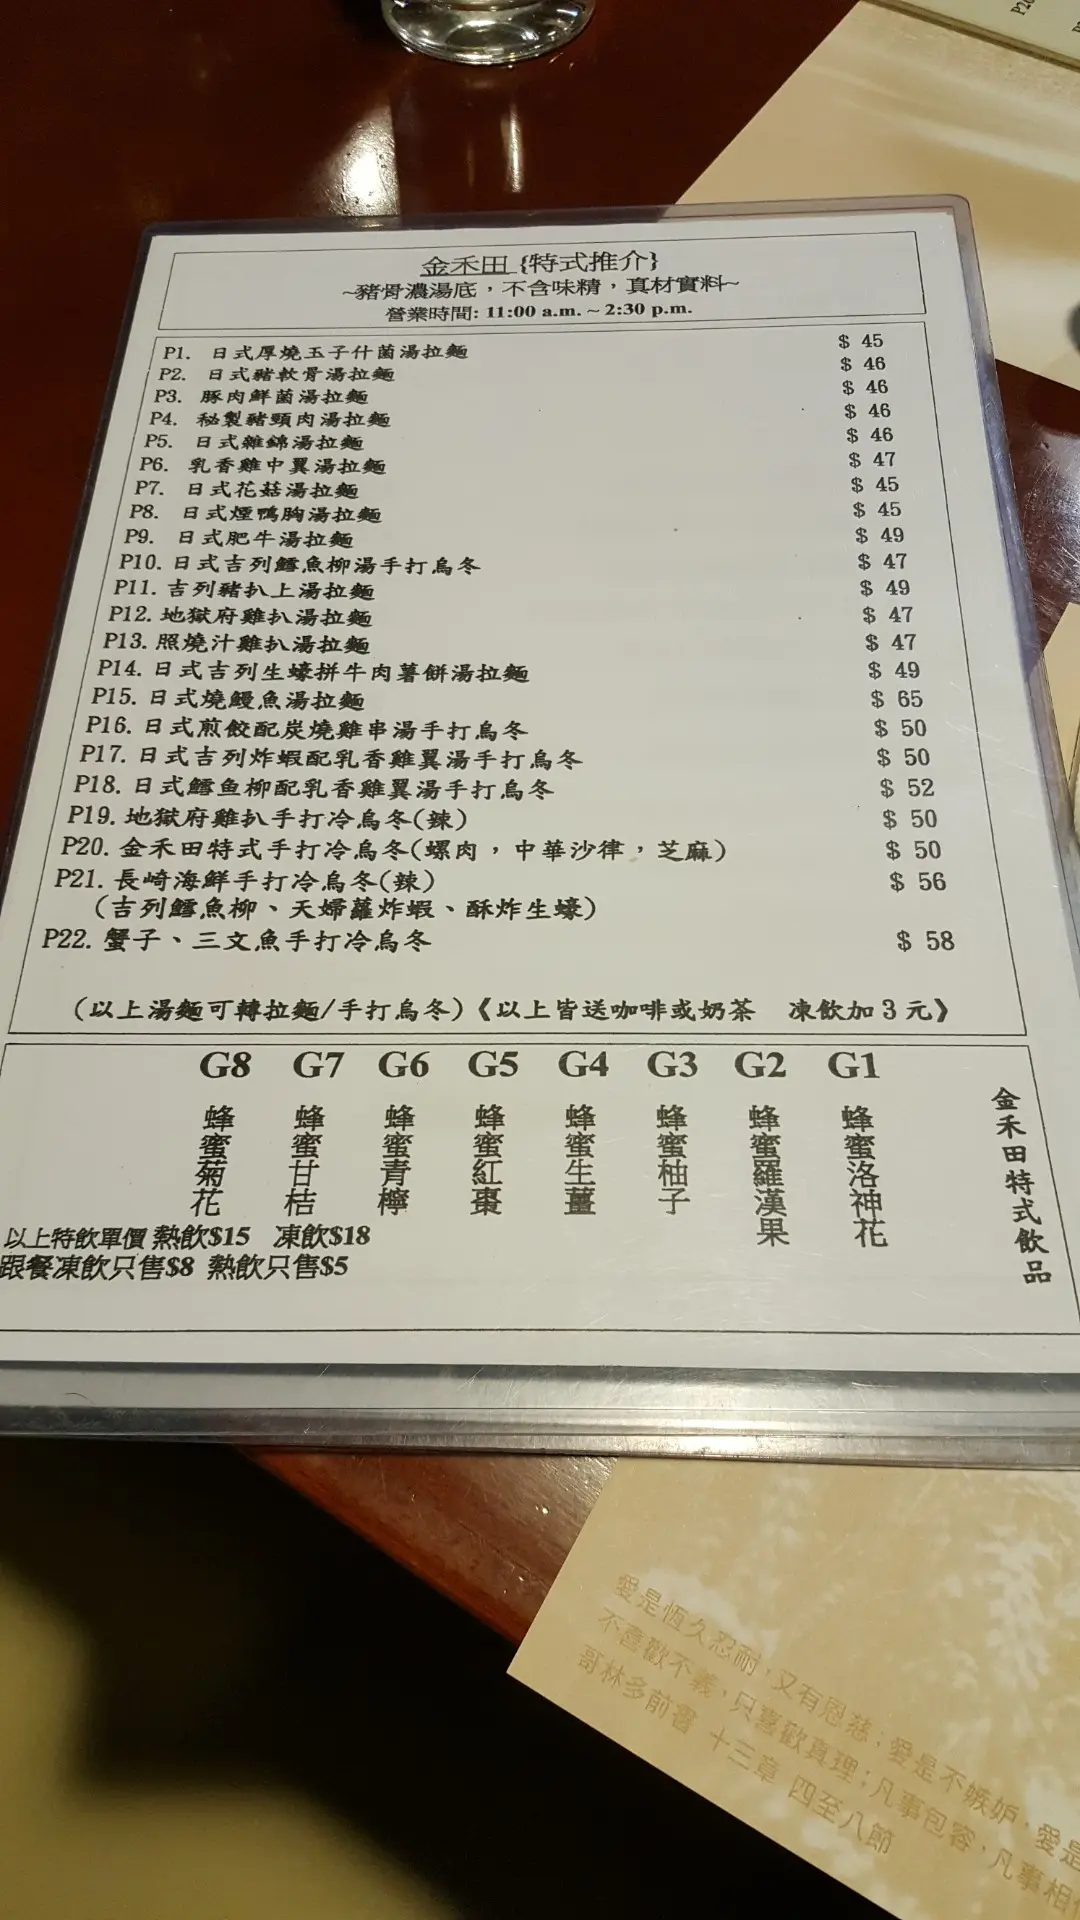 金禾田 {特式推介}
~豬骨濃湯底，不含味精，真材實料~
營業時間: 11:00 a.m. ~ 2:30 p.m.
P1. 日式厚燒玉子什菌湯拉麵 $ 45
P2. 日式豬軟骨湯拉麵 $ 46
P3. 豚肉鮮菌湯拉麵 $ 46
P4. 秘製豬頸肉湯拉麵 $ 46
P5. 日式雜錦湯拉麵 $ 46
P6. 乳香雞中翼湯拉麵 $ 47
P7. 日式花菇湯拉麵 $ 45
P8. 日式煙鴨胸湯拉麵 $ 45
P9. 日式肥牛湯拉麵 $ 49
P10. 日式吉列鱈魚柳湯手打烏冬 $ 47
P11. 吉列豬扒上湯拉麵 $ 49
P12. 地獄府雞扒湯拉麵 $ 47
P13. 照燒汁雞扒湯拉麵 $ 47
P14. 日式吉列生蠔拼牛肉薯餅湯拉麵 $ 49
P15. 日式燒鰻魚湯拉麵 $ 65
P16. 日式煎餃配炭燒雞串湯手打烏冬 $ 50
P17. 日式吉列炸蝦配乳香雞翼湯手打烏冬 $ 50
P18. 日式鱈鱼柳配乳香雞翼湯手打烏冬 $ 52
P19. 地獄府雞扒手打冷烏冬(辣) $ 50
P20. 金禾田特式手打冷烏冬(螺肉，中華沙律，芝麻) $ 50
P21. 長崎海鮮手打冷烏冬(辣) $ 56
(吉列鱈魚柳、天婦蘿炸蝦、酥炸生蠔)
P22. 蟹子、三文魚手打冷烏冬 $ 58
(以上湯麵可轉拉麵/手打烏冬)《以上皆送咖啡或奶茶 凍飲加3元》
金禾田特式飲品
G1 蜂蜜洛神花
G2 蜂蜜羅漢果
G3 蜂蜜柚子
G4 蜂蜜生薑
G5 蜂蜜紅棗
G6 蜂蜜青檸
G7 蜂蜜甘桔
G8 蜂蜜菊花
以上特飲單價 熱飲$15 凍飲$18
跟餐凍飲只售$8 熱飲只售$5
愛是恆久忍耐，又有恩慈；愛是不嫉妒，愛是
不喜歡不義，只喜歡真理；凡事包容，凡事相
哥林多前書 十三章 四至八節